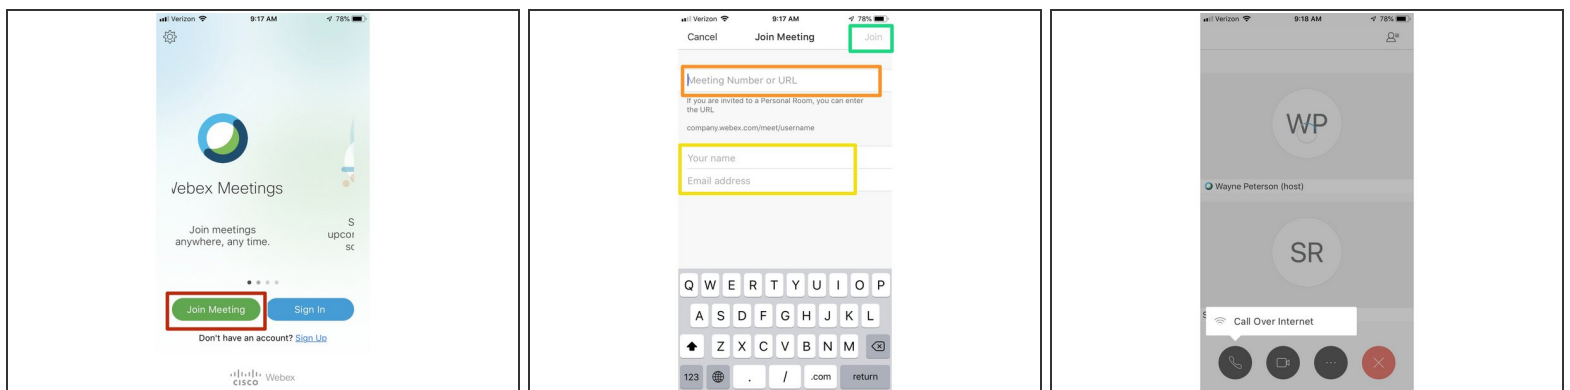 Verizon 9:17 AM 78%
Webex Meetings
Join meetings
anywhere, any time.
S
upcor
sc
Join Meeting
Sign In
Don't have an account? Sign Up
CISCO Webex
Verizon 9:17 AM 78%
Cancel Join Meeting Join
Meeting Number or URL
If you are invited to a Personal Room, you can enter
the URL
company.webex.com/meet/username
Your name
Email address
Q W E R T Y U I O P
A S D F G H J K L
Z X C V B N M
123 . / .com return
Verizon 9:18 AM 78%
WP
Wayne Peterson (host)
SR
S
Call Over Internet